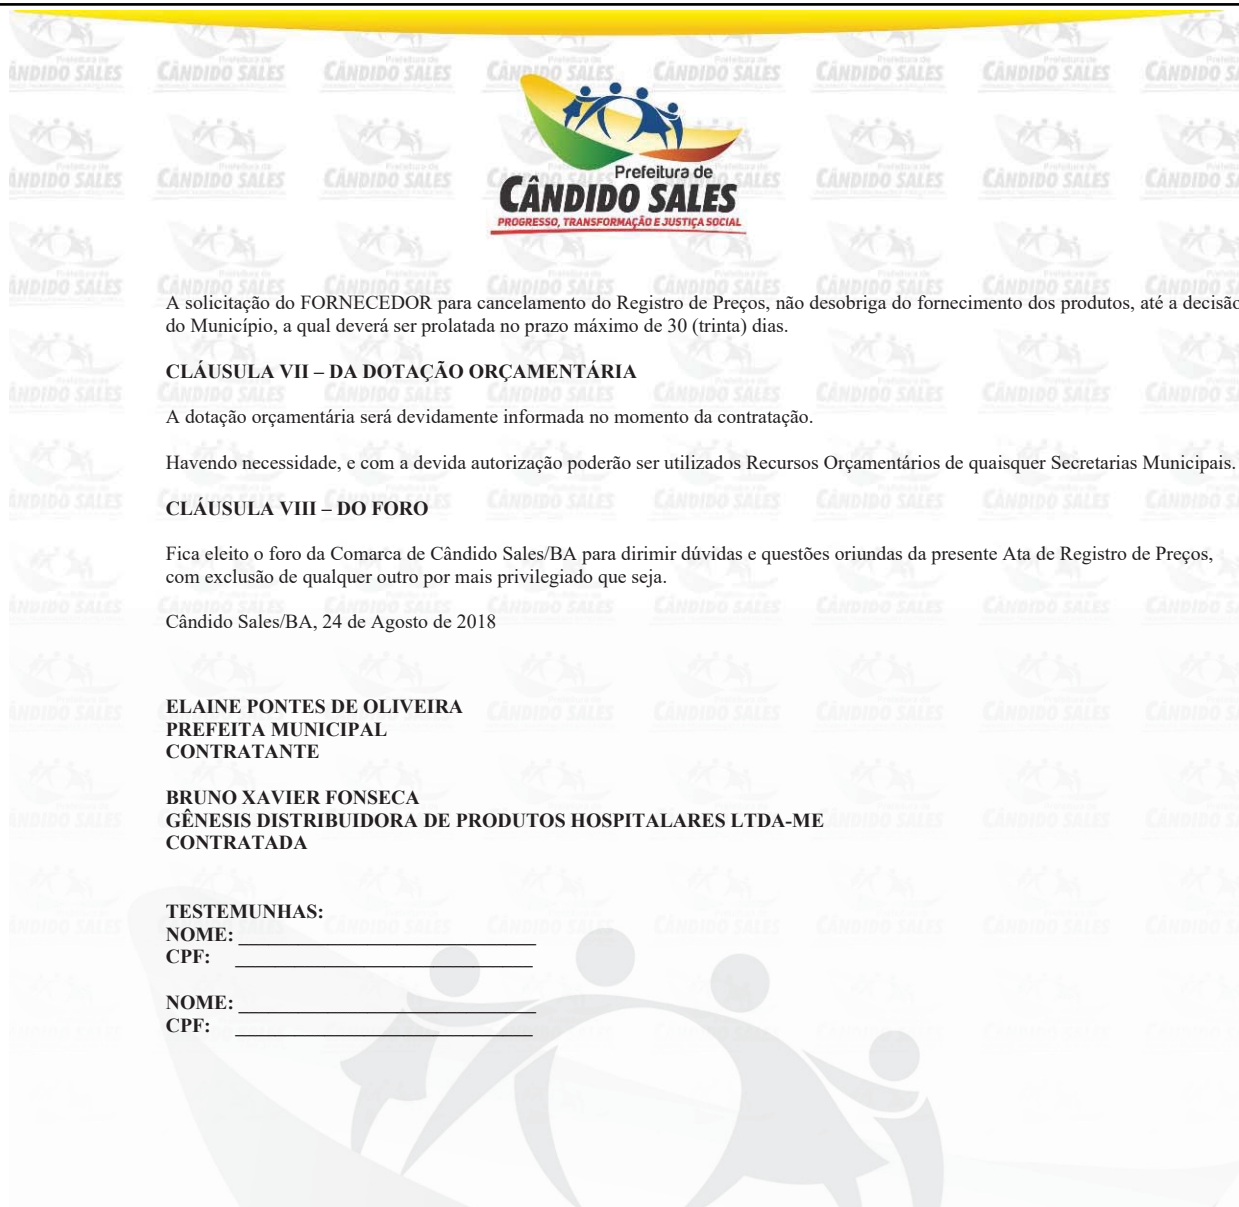 Prefeitura de
CÂNDIDO SALES
PROGRESSO, TRANSFORMAÇÃO E JUSTIÇA SOCIAL
A solicitação do FORNECEDOR para cancelamento do Registro de Preços, não desobriga do fornecimento dos produtos, até a decisão
do Município, a qual deverá ser prolatada no prazo máximo de 30 (trinta) dias.
CLÁUSULA VII – DA DOTAÇÃO ORÇAMENTÁRIA
A dotação orçamentária será devidamente informada no momento da contratação.
Havendo necessidade, e com a devida autorização poderão ser utilizados Recursos Orçamentários de quaisquer Secretarias Municipais.
CLÁUSULA VIII – DO FORO
Fica eleito o foro da Comarca de Cândido Sales/BA para dirimir dúvidas e questões oriundas da presente Ata de Registro de Preços,
com exclusão de qualquer outro por mais privilegiado que seja.
Cândido Sales/BA, 24 de Agosto de 2018
ELAINE PONTES DE OLIVEIRA
PREFEITA MUNICIPAL
CONTRATANTE
BRUNO XAVIER FONSECA
GÊNESIS DISTRIBUIDORA DE PRODUTOS HOSPITALARES LTDA-ME
CONTRATADA
TESTEMUNHAS:
NOME: ______________________________
CPF: ______________________________
NOME: ______________________________
CPF: ______________________________